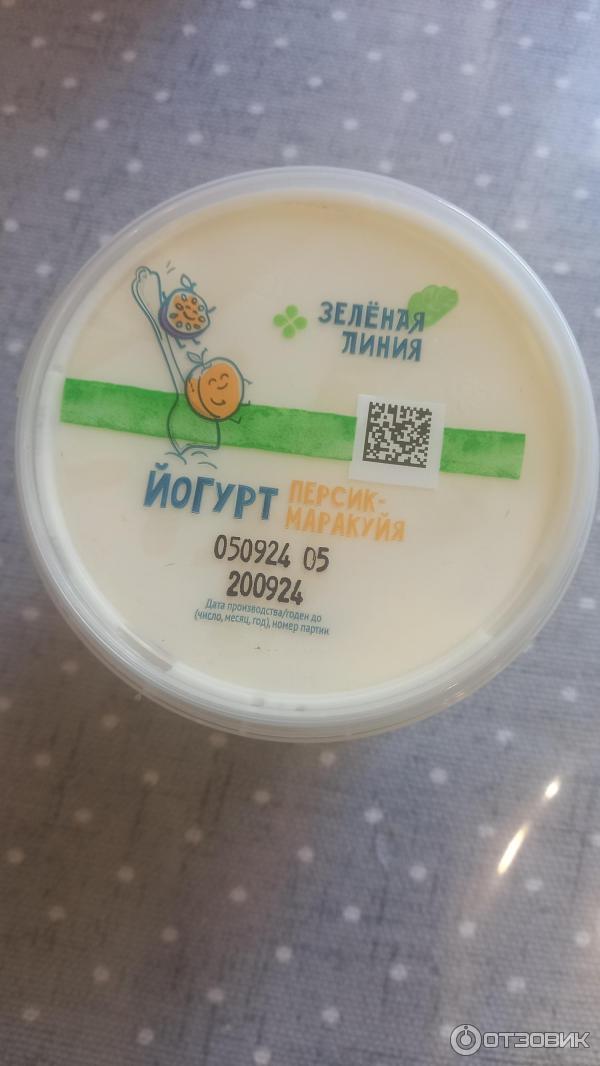 ЗЕЛЁНАЯ
ЛИНИЯ
ЙОГУРТ ПЕРСИК-
МАРАКУЙЯ
050924 05
200924
Дата производства/годен до
(число, месяц, год), номер партии
ОТЗОВИК